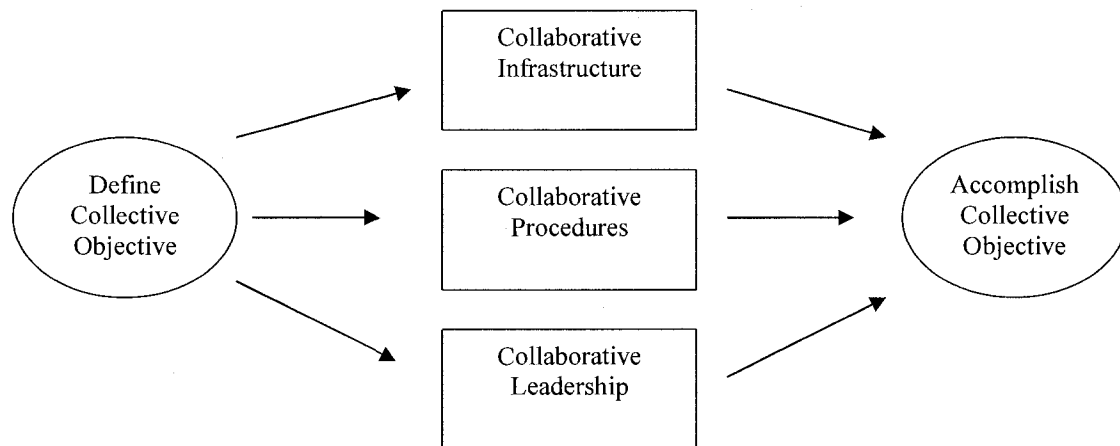 Define
Collective
Objective
Collaborative
Infrastructure
Collaborative
Procedures
Collaborative
Leadership
Accomplish
Collective
Objective